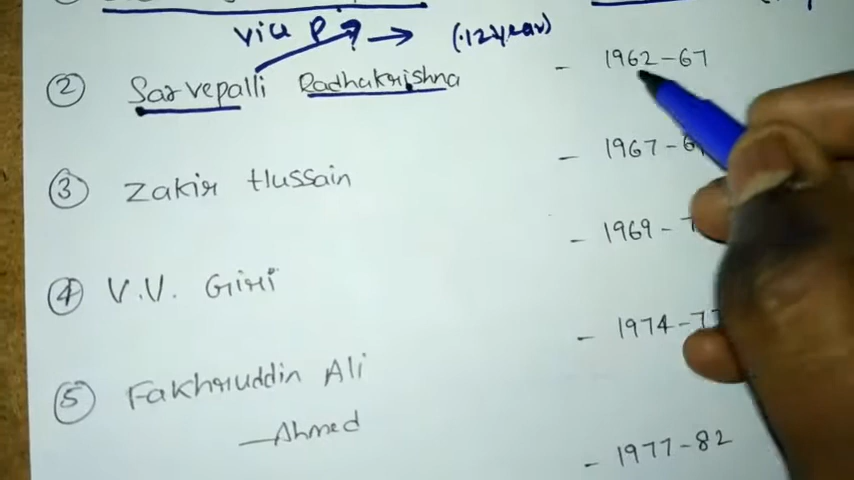 vice P → (12 year)
② Sarvepalli Radhakrishna - 1962-67
③ Zakir Hussain - 1967-
④ V.V. Giri - 1969-
⑤ Fakhruddin Ali - 1974-77
—Ahmed
- 1977-82